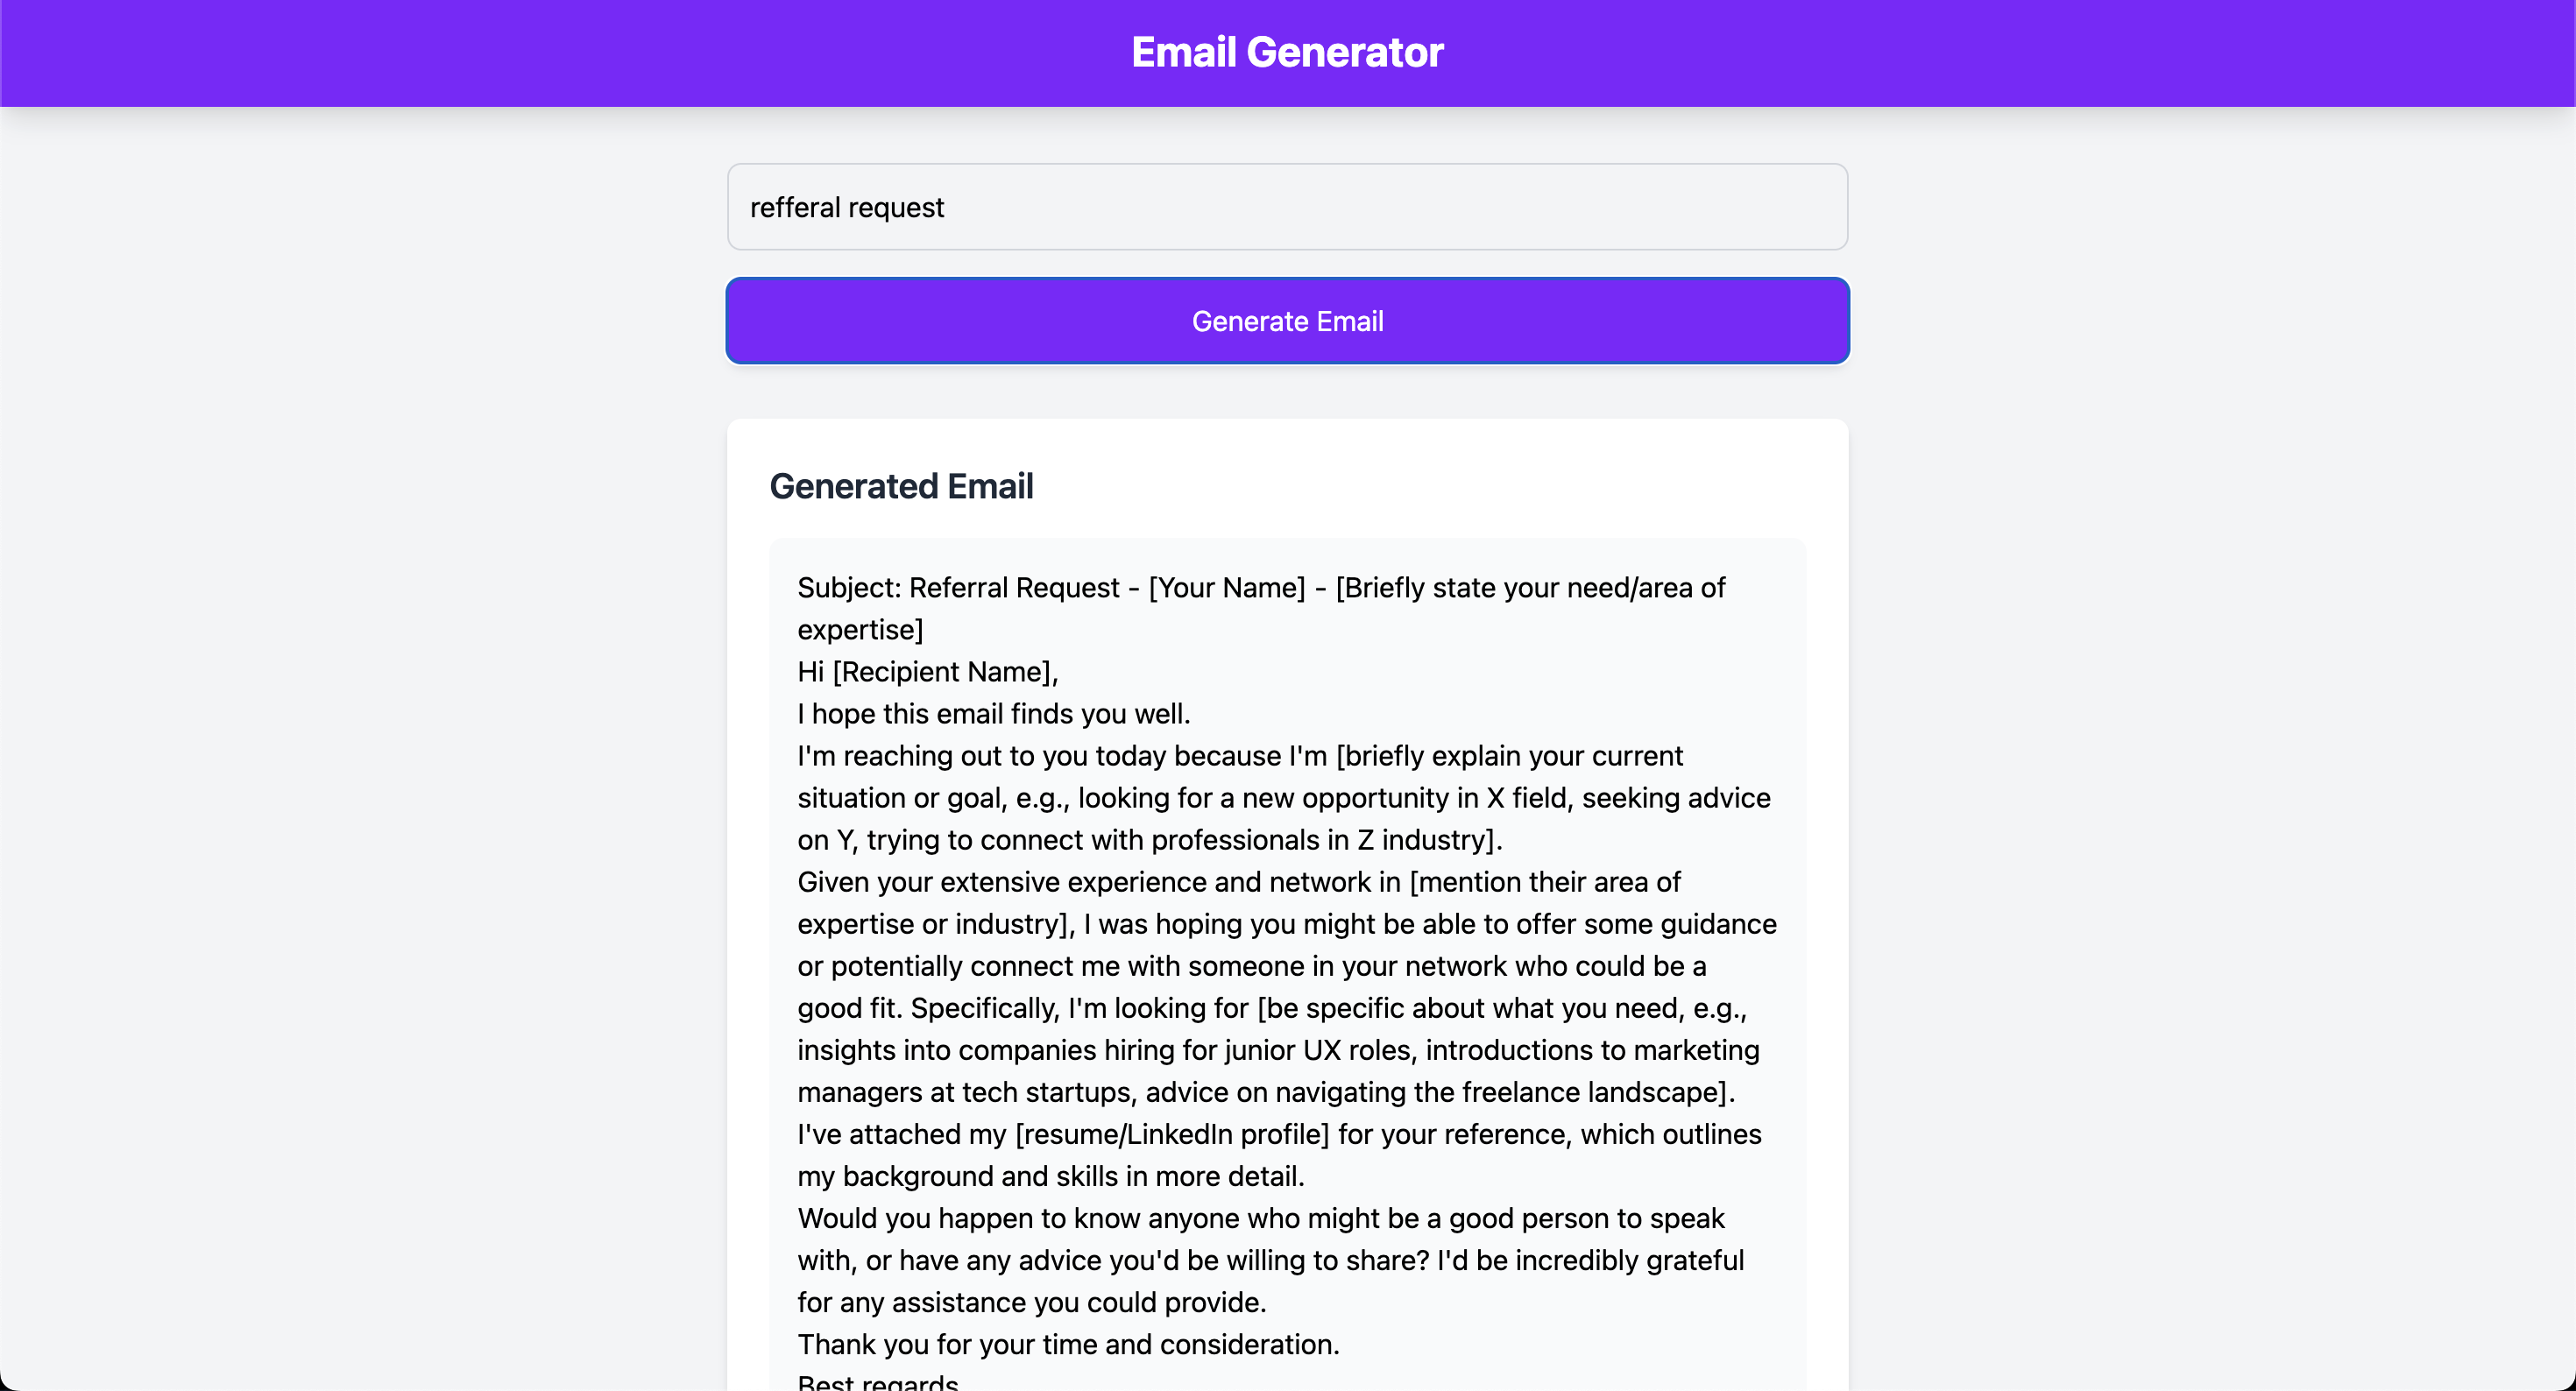 Email Generator
refferal request
Generate Email
Generated Email
Subject: Referral Request - [Your Name] - [Briefly state your need/area of
expertise]
Hi [Recipient Name],
I hope this email finds you well.
I'm reaching out to you today because I'm [briefly explain your current
situation or goal, e.g., looking for a new opportunity in X field, seeking advice
on Y, trying to connect with professionals in Z industry].
Given your extensive experience and network in [mention their area of
expertise or industry], I was hoping you might be able to offer some guidance
or potentially connect me with someone in your network who could be a
good fit. Specifically, I'm looking for [be specific about what you need, e.g.,
insights into companies hiring for junior UX roles, introductions to marketing
managers at tech startups, advice on navigating the freelance landscape].
I've attached my [resume/LinkedIn profile] for your reference, which outlines
my background and skills in more detail.
Would you happen to know anyone who might be a good person to speak
with, or have any advice you'd be willing to share? I'd be incredibly grateful
for any assistance you could provide.
Thank you for your time and consideration.
Best regards